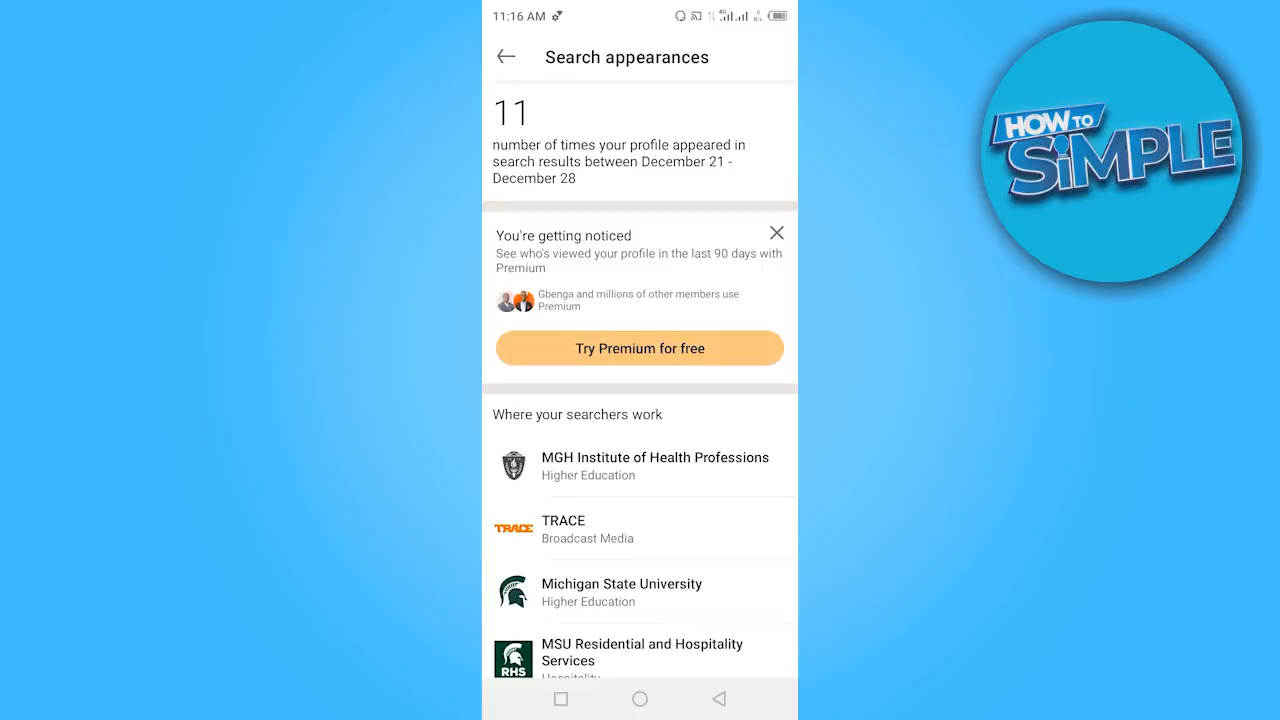 11:16 AM
Search appearances
11
number of times your profile appeared in
search results between December 21 -
December 28
You're getting noticed
See who's viewed your profile in the last 90 days with
Premium
Gbenga and millions of other members use
Premium
Try Premium for free
Where your searchers work
MGH Institute of Health Professions
Higher Education
TRACE
TRACE
Broadcast Media
Michigan State University
Higher Education
MSU Residential and Hospitality
Services
RHS
Hospitality
HOW TO
SiMPLE